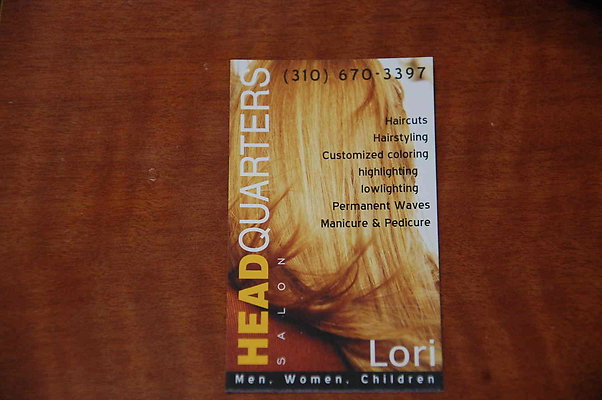 (310) 670-3397
HEADQUARTERS
SALON
Haircuts
Hairstyling
Customized coloring
highlighting
lowlighting
Permanent Waves
Manicure & Pedicure
Lori
Men, Women, Children